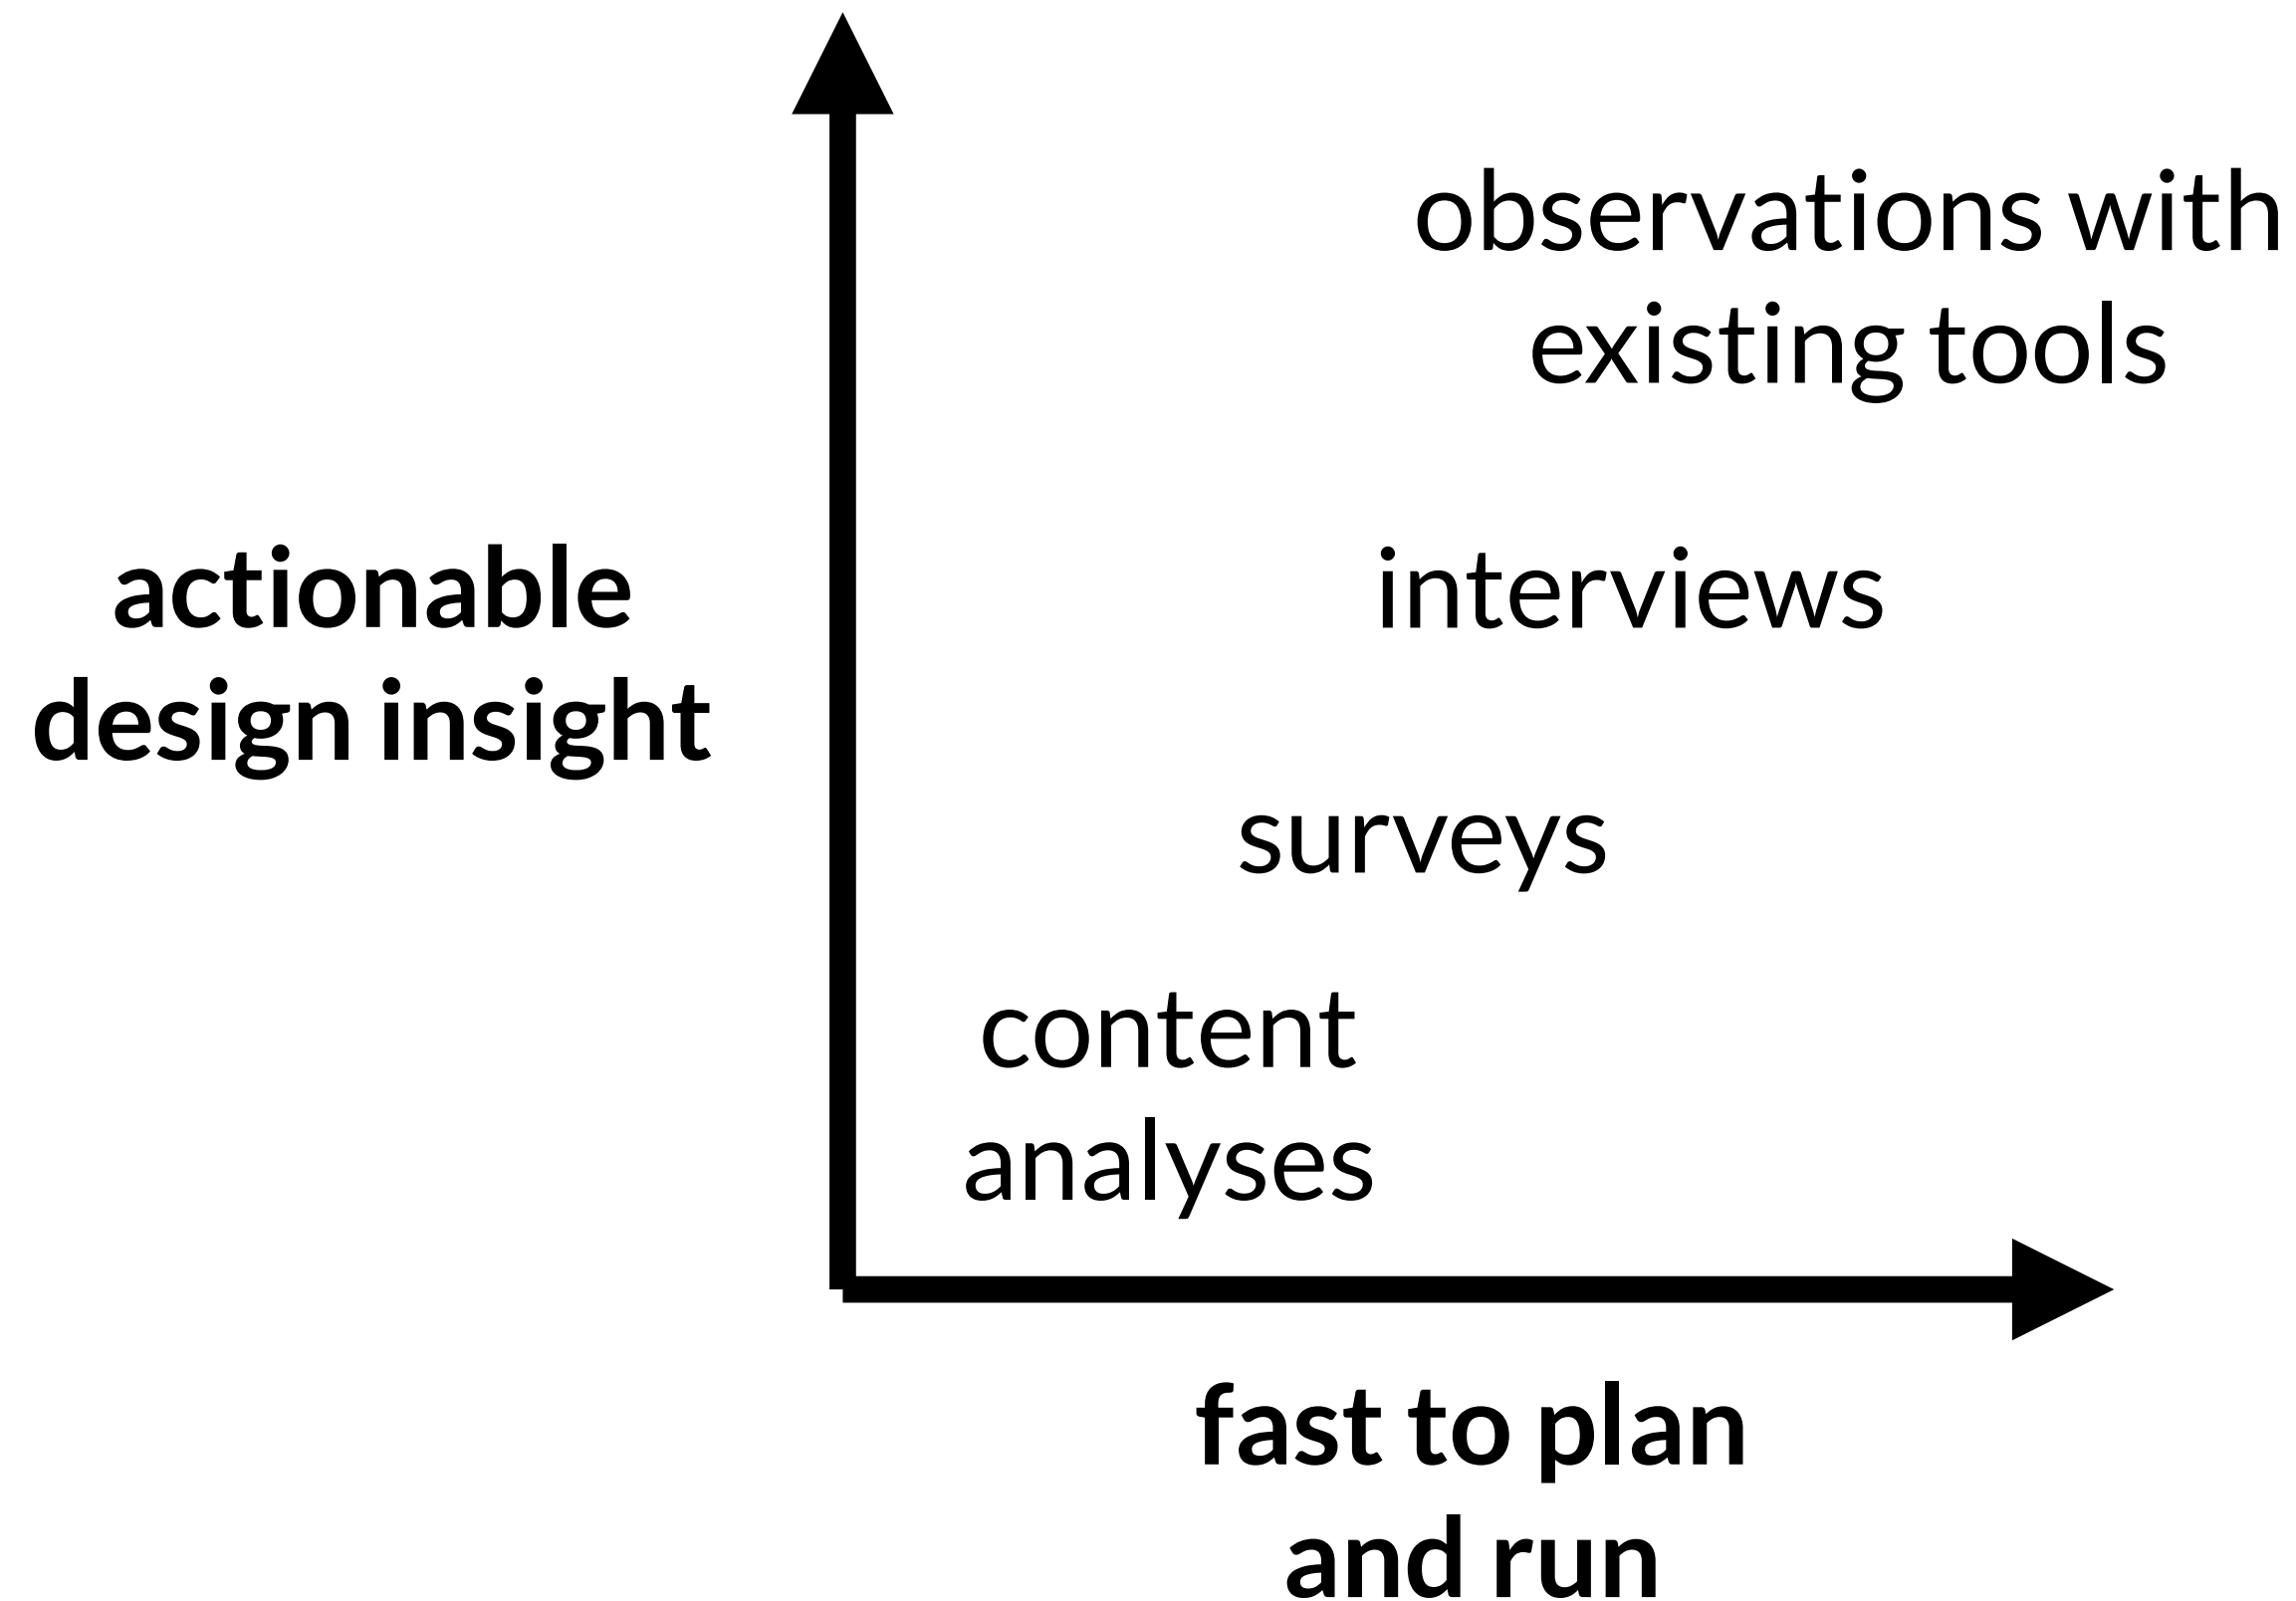 observations with
existing tools
actionable
design insight
interviews
surveys
content
analyses
fast to plan
and run